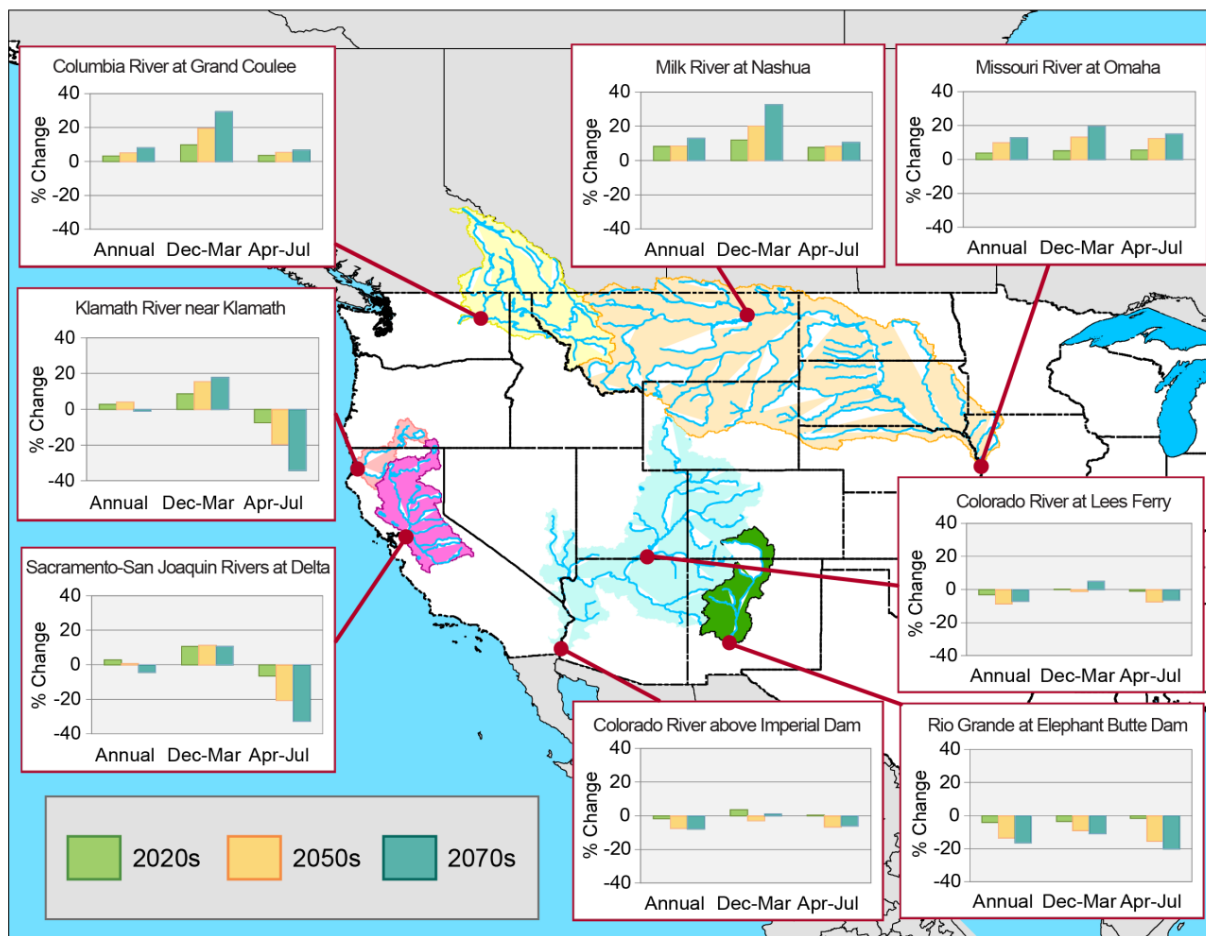 Columbia River at Grand Coulee
40
20
0
-20
-40
% Change
Annual Dec-Mar Apr-Jul
Milk River at Nashua
40
20
0
-20
-40
% Change
Annual Dec-Mar Apr-Jul
Missouri River at Omaha
40
20
0
-20
-40
% Change
Annual Dec-Mar Apr-Jul
Klamath River near Klamath
40
20
0
-20
-40
% Change
Annual Dec-Mar Apr-Jul
Colorado River at Lees Ferry
40
20
0
-20
-40
% Change
Annual Dec-Mar Apr-Jul
Sacramento-San Joaquin Rivers at Delta
40
20
0
-20
-40
% Change
Annual Dec-Mar Apr-Jul
Colorado River above Imperial Dam
40
20
0
-20
-40
% Change
Annual Dec-Mar Apr-Jul
Rio Grande at Elephant Butte Dam
40
20
0
-20
-40
% Change
Annual Dec-Mar Apr-Jul
2020s 2050s 2070s